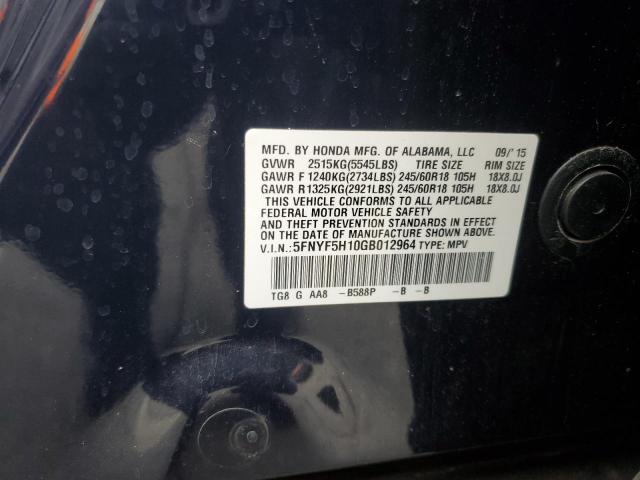 MFD. BY HONDA MFG. OF ALABAMA, LLC 09/'15
GVWR 2515KG(5545LBS) TIRE SIZE RIM SIZE
GAWR F 1240KG(2734LBS) 245/60R18 105H 18X8.0J
GAWR R1325KG(2921LBS) 245/60R18 105H 18X8.0J
THIS VEHICLE CONFORMS TO ALL APPLICABLE
FEDERAL MOTOR VEHICLE SAFETY
AND THEFT PREVENTION STANDARDS IN EFFECT
ON THE DATE OF MANUFACTURE SHOWN ABOVE.
V.I.N.: 5FNYF5H10GB012964 TYPE: MPV
TG8 G AA8 -B588P -B -B